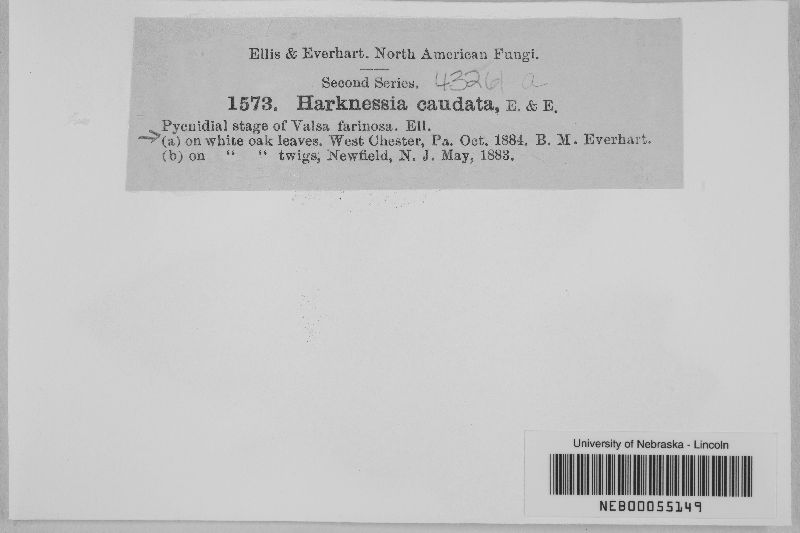 Ellis & Everhart. North American Fungi.
Second Series. 4326 a
1573. Harknessia caudata, E. & E.
Pycnidial stage of Valsa farinosa. Ell.
(a) on white oak leaves. West Chester, Pa. Oct. 1884. B. M. Everhart.
(b) on " " twigs, Newfield, N. J. May, 1883.
University of Nebraska - Lincoln
NEB00055149